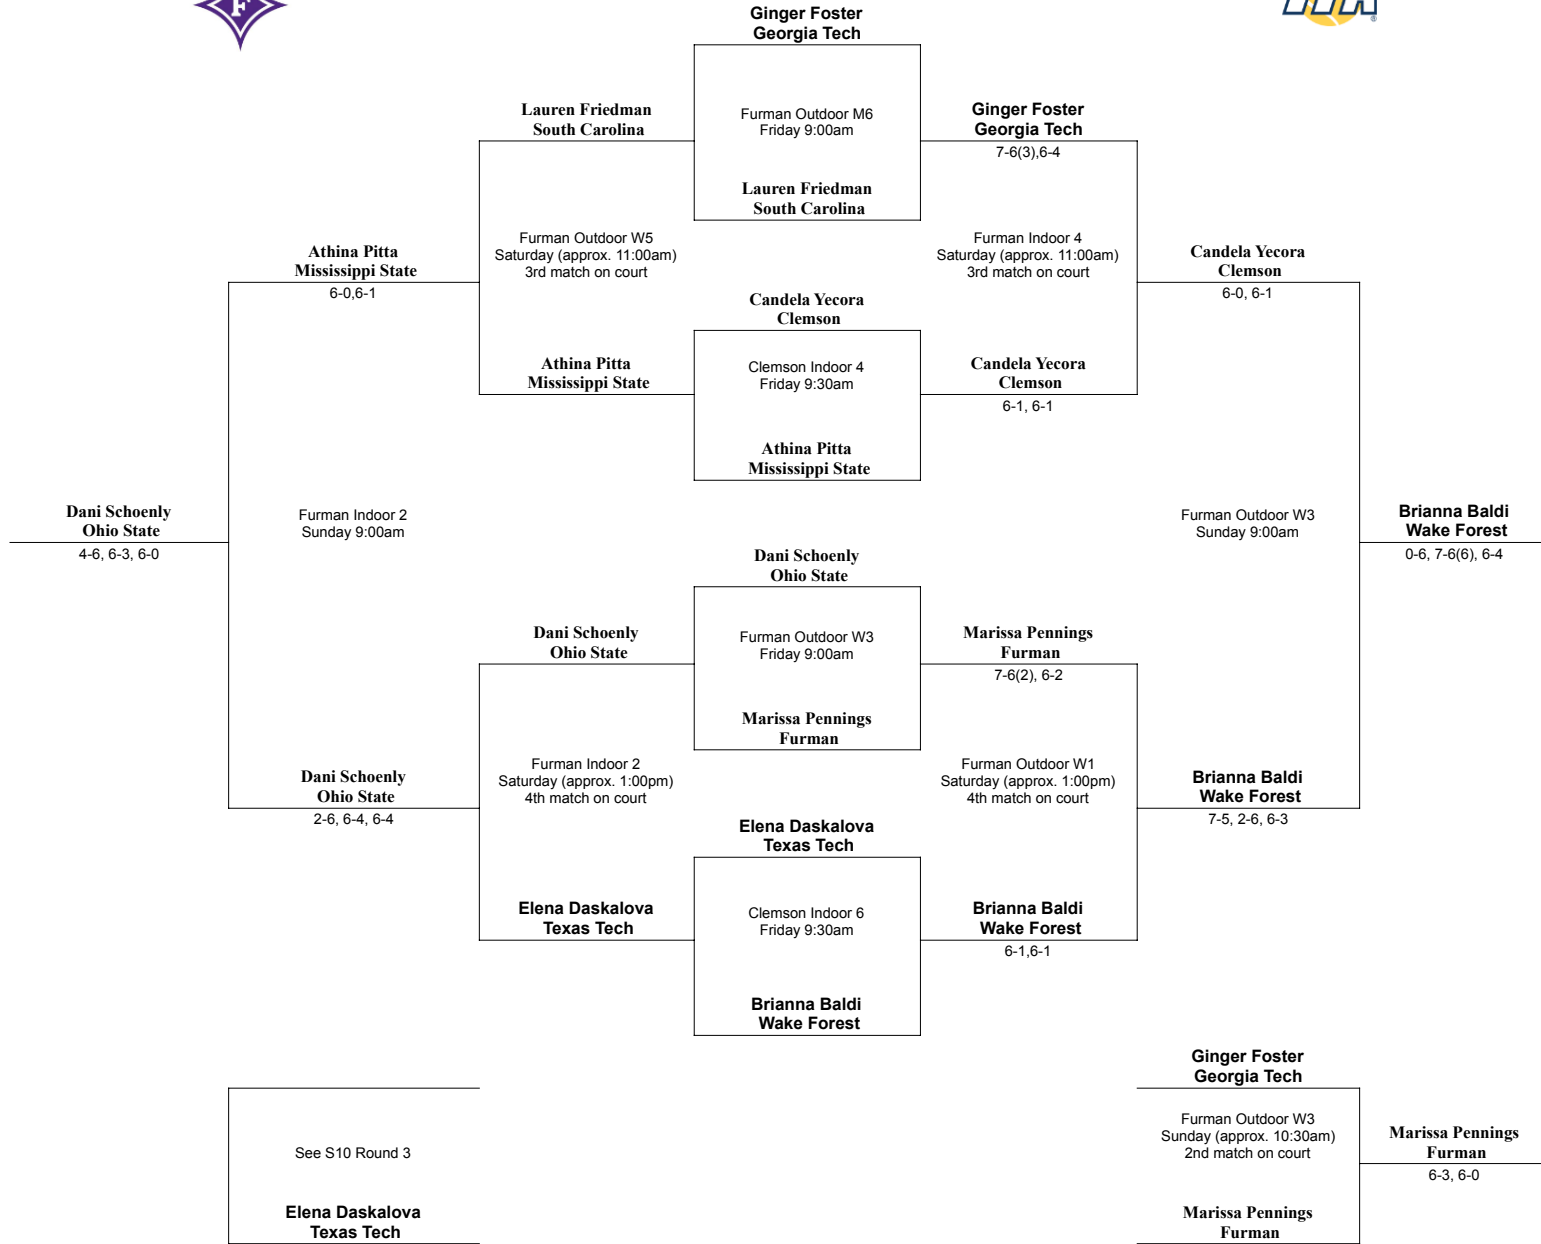 F
ITA
Ginger Foster
Georgia Tech
Lauren Friedman
South Carolina
Furman Outdoor M6
Friday 9:00am
Ginger Foster
Georgia Tech
7-6(3),6-4
Lauren Friedman
South Carolina
Athina Pitta
Mississippi State
6-0,6-1
Furman Outdoor W5
Saturday (approx. 11:00am)
3rd match on court
Furman Indoor 4
Saturday (approx. 11:00am)
3rd match on court
Candela Yecora
Clemson
6-0, 6-1
Candela Yecora
Clemson
Athina Pitta
Mississippi State
Clemson Indoor 4
Friday 9:30am
Candela Yecora
Clemson
6-1, 6-1
Athina Pitta
Mississippi State
Dani Schoenly
Ohio State
4-6, 6-3, 6-0
Furman Indoor 2
Sunday 9:00am
Furman Outdoor W3
Sunday 9:00am
Brianna Baldi
Wake Forest
0-6, 7-6(6), 6-4
Dani Schoenly
Ohio State
Dani Schoenly
Ohio State
Furman Outdoor W3
Friday 9:00am
Marissa Pennings
Furman
7-6(2), 6-2
Marissa Pennings
Furman
Dani Schoenly
Ohio State
2-6, 6-4, 6-4
Furman Indoor 2
Saturday (approx. 1:00pm)
4th match on court
Furman Outdoor W1
Saturday (approx. 1:00pm)
4th match on court
Brianna Baldi
Wake Forest
7-5, 2-6, 6-3
Elena Daskalova
Texas Tech
Elena Daskalova
Texas Tech
Clemson Indoor 6
Friday 9:30am
Brianna Baldi
Wake Forest
6-1,6-1
Brianna Baldi
Wake Forest
Ginger Foster
Georgia Tech
See S10 Round 3
Furman Outdoor W3
Sunday (approx. 10:30am)
2nd match on court
Marissa Pennings
Furman
6-3, 6-0
Elena Daskalova
Texas Tech
Marissa Pennings
Furman